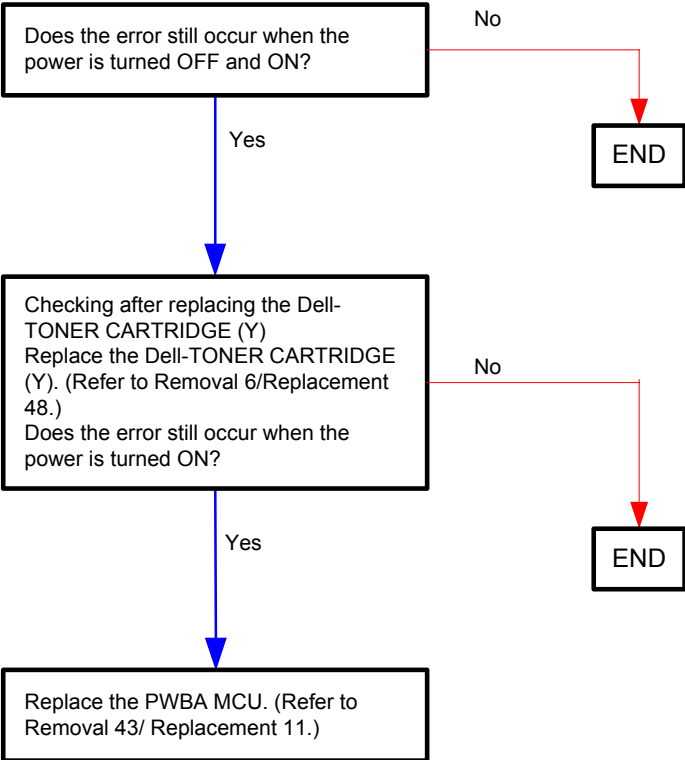 Does the error still occur when the
power is turned OFF and ON?
No
Yes
END
Checking after replacing the Dell-
TONER CARTRIDGE (Y)
Replace the Dell-TONER CARTRIDGE
(Y). (Refer to Removal 6/Replacement
48.)
Does the error still occur when the
power is turned ON?
No
Yes
END
Replace the PWBA MCU. (Refer to
Removal 43/ Replacement 11.)